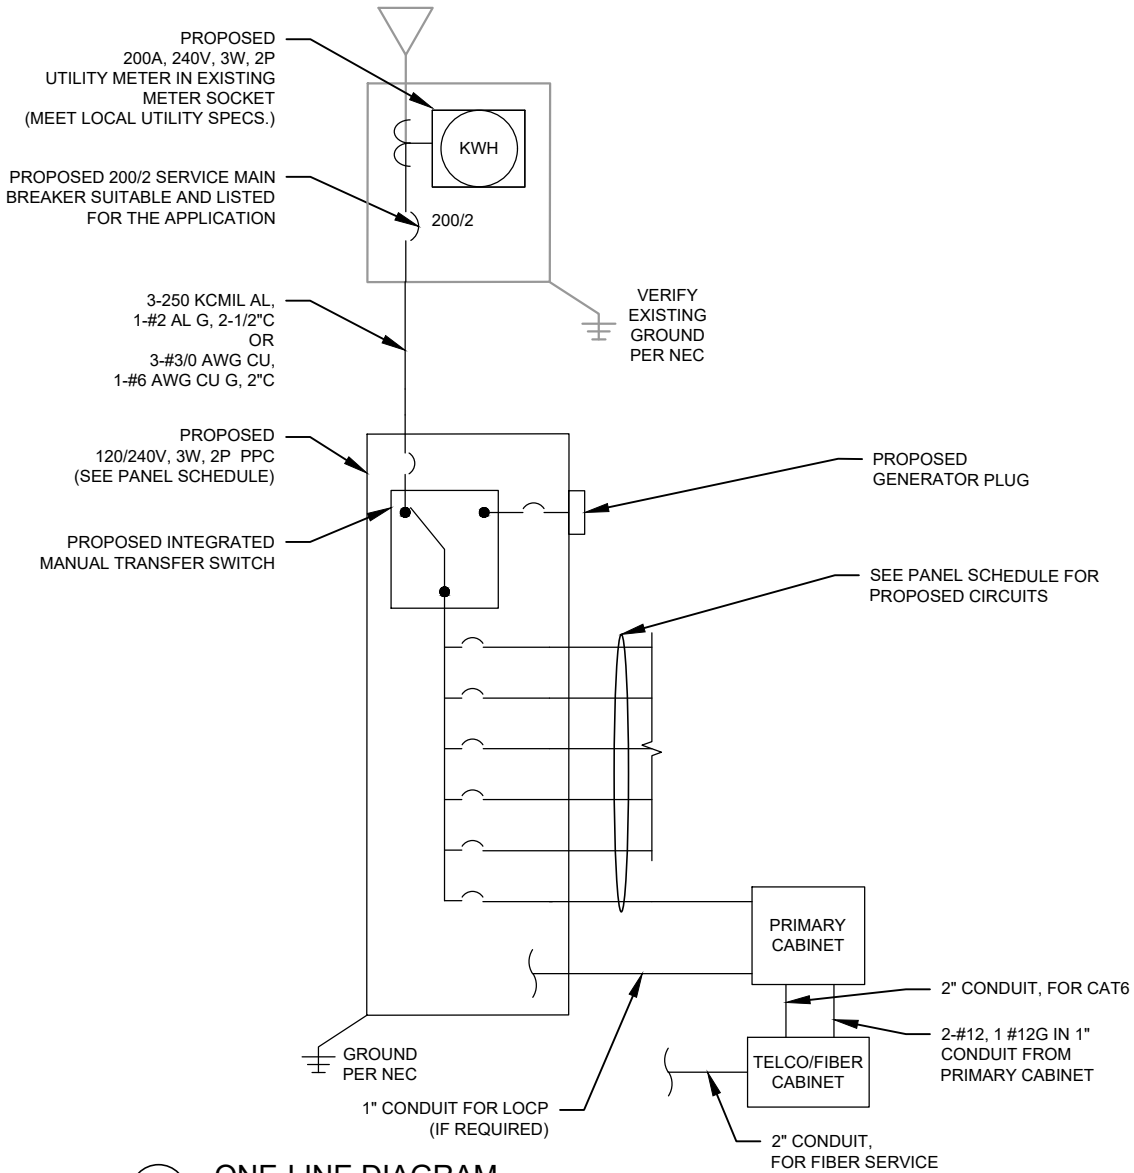 PROPOSED
200A, 240V, 3W, 2P
UTILITY METER IN EXISTING
METER SOCKET
(MEET LOCAL UTILITY SPECS.)
KWH
PROPOSED 200/2 SERVICE MAIN
BREAKER SUITABLE AND LISTED
FOR THE APPLICATION
200/2
3-250 KCMIL AL,
1-#2 AL G, 2-1/2"C
OR
3-#3/0 AWG CU,
1-#6 AWG CU G, 2"C
VERIFY
EXISTING
GROUND
PER NEC
PROPOSED
120/240V, 3W, 2P PPC
(SEE PANEL SCHEDULE)
PROPOSED
GENERATOR PLUG
PROPOSED INTEGRATED
MANUAL TRANSFER SWITCH
SEE PANEL SCHEDULE FOR
PROPOSED CIRCUITS
PRIMARY
CABINET
2" CONDUIT, FOR CAT6
2-#12, 1 #12G IN 1"
CONDUIT FROM
PRIMARY CABINET
TELCO/FIBER
CABINET
GROUND
PER NEC
1" CONDUIT FOR LOCP
(IF REQUIRED)
2" CONDUIT,
FOR FIBER SERVICE
ONE-LINE DIAGRAM